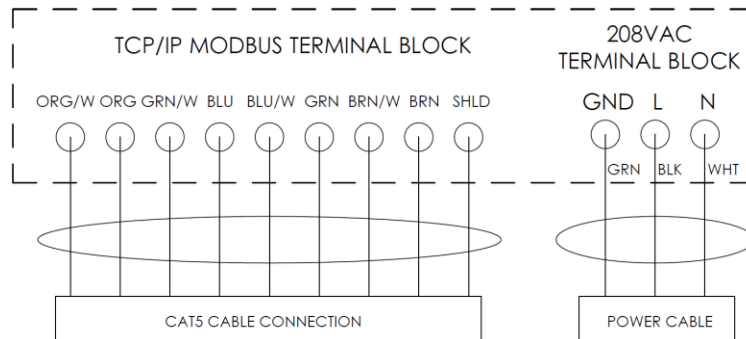 TCP/IP MODBUS TERMINAL BLOCK
208VAC
TERMINAL BLOCK
ORG/W ORG GRN/W BLU BLU/W GRN BRN/W BRN SHLD
GND L N
GRN BLK WHT
CAT5 CABLE CONNECTION
POWER CABLE